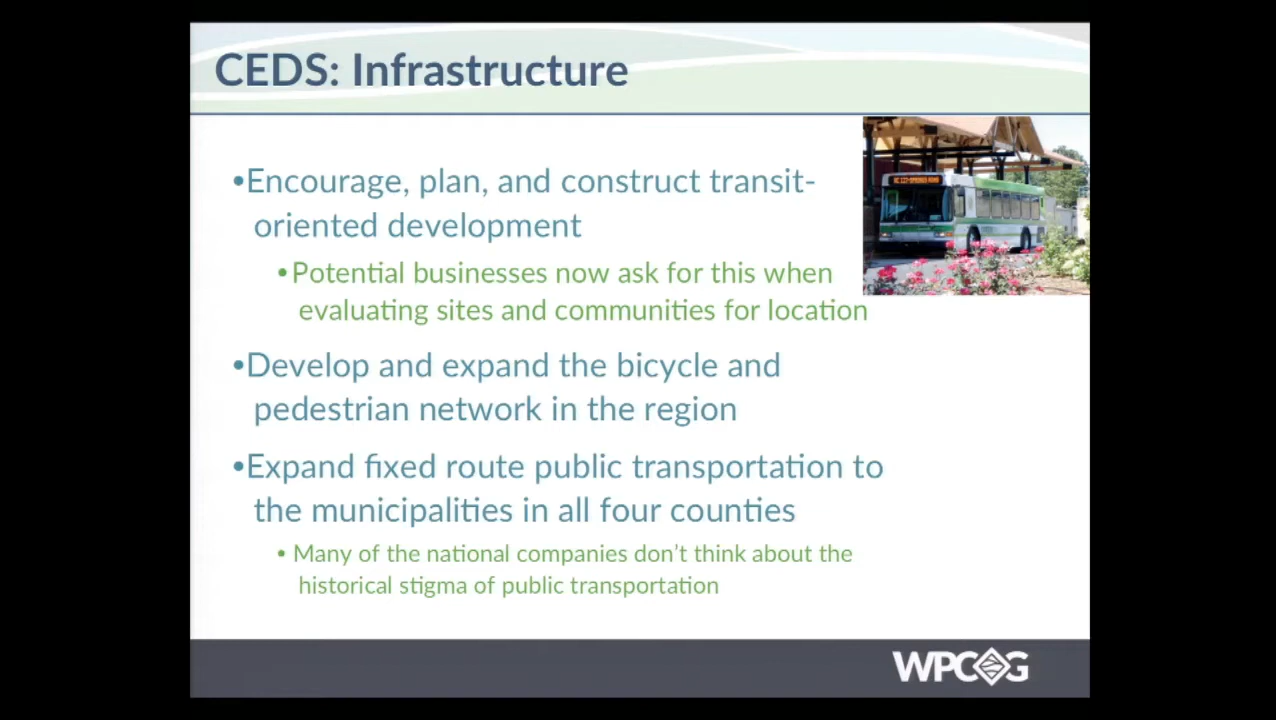 CEDS: Infrastructure
•Encourage, plan, and construct transit-
oriented development
•Potential businesses now ask for this when
evaluating sites and communities for location
•Develop and expand the bicycle and
pedestrian network in the region
•Expand fixed route public transportation to
the municipalities in all four counties
• Many of the national companies don't think about the
historical stigma of public transportation
WPCOG